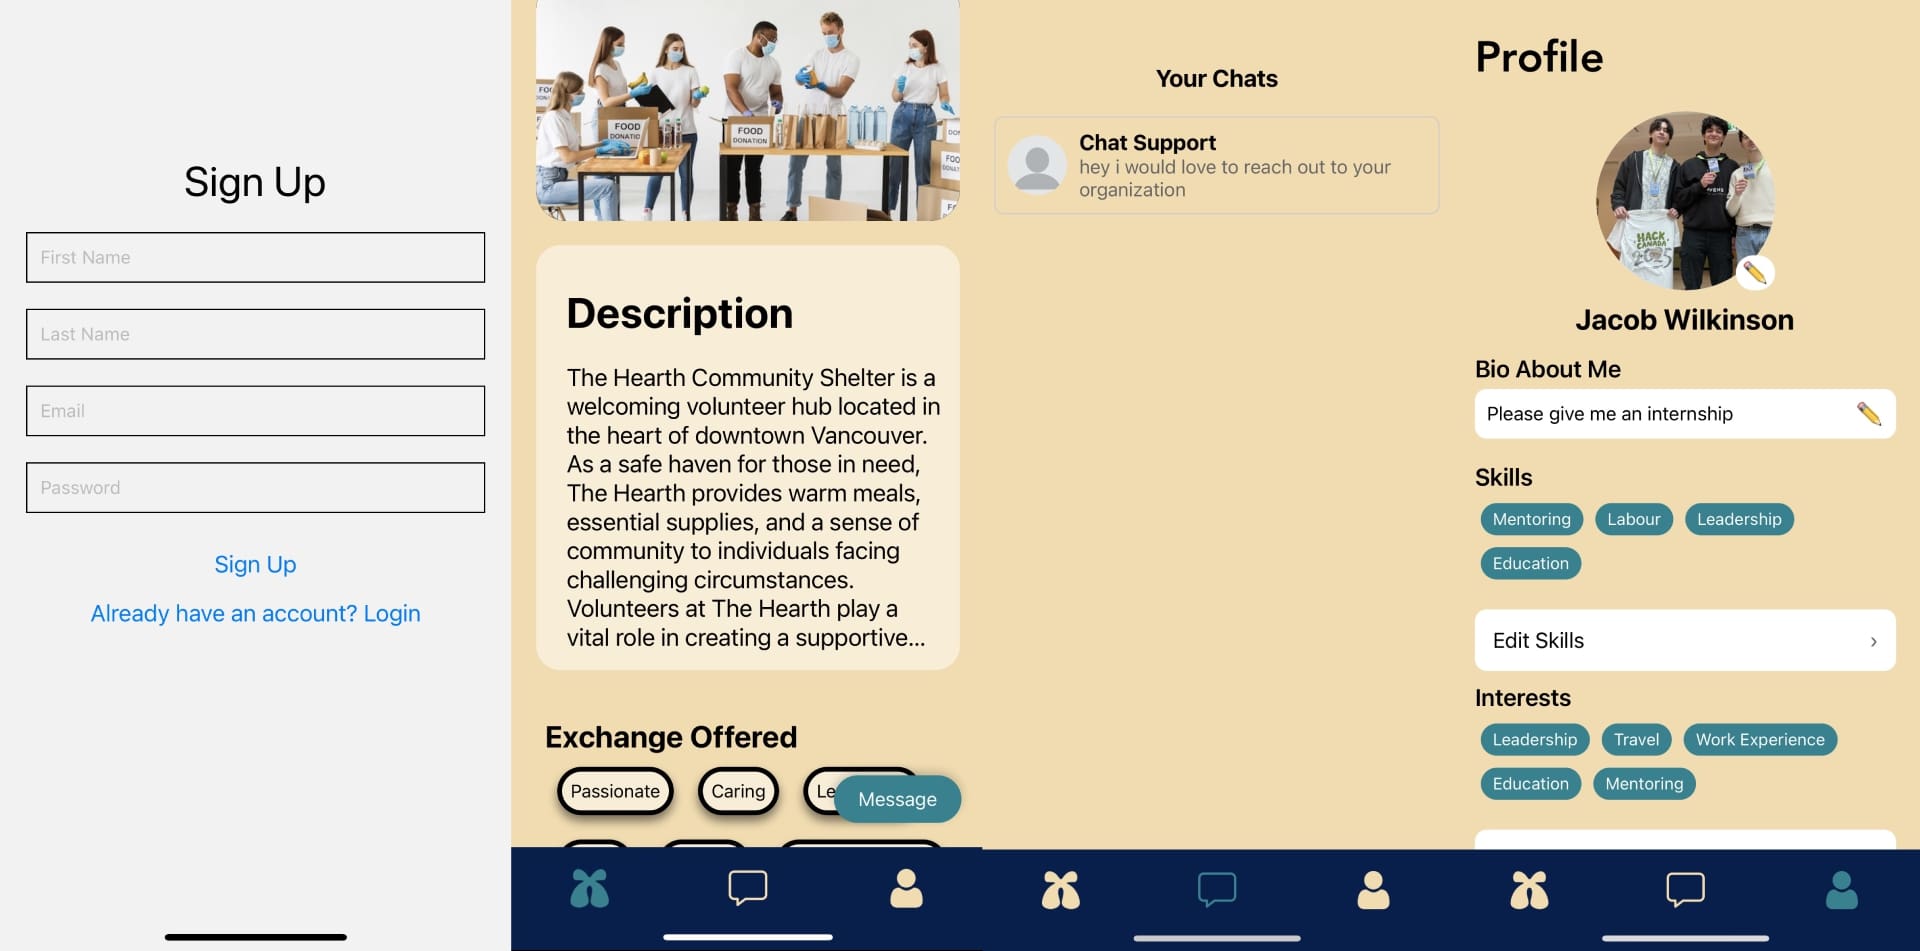 Sign Up
First Name
Last Name
Email
Password
Sign Up
Already have an account? Login
FOOD
DONATION
FOOD
DONATION
Description
The Hearth Community Shelter is a
welcoming volunteer hub located in
the heart of downtown Vancouver.
As a safe haven for those in need,
The Hearth provides warm meals,
essential supplies, and a sense of
community to individuals facing
challenging circumstances.
Volunteers at The Hearth play a
vital role in creating a supportive...
Exchange Offered
Passionate
Caring
Le
Message
Your Chats
Chat Support
hey i would love to reach out to your
organization
Profile
HACK
CANADA
2025
Jacob Wilkinson
Bio About Me
Please give me an internship
Skills
Mentoring
Labour
Leadership
Education
Edit Skills
Interests
Leadership
Travel
Work Experience
Education
Mentoring